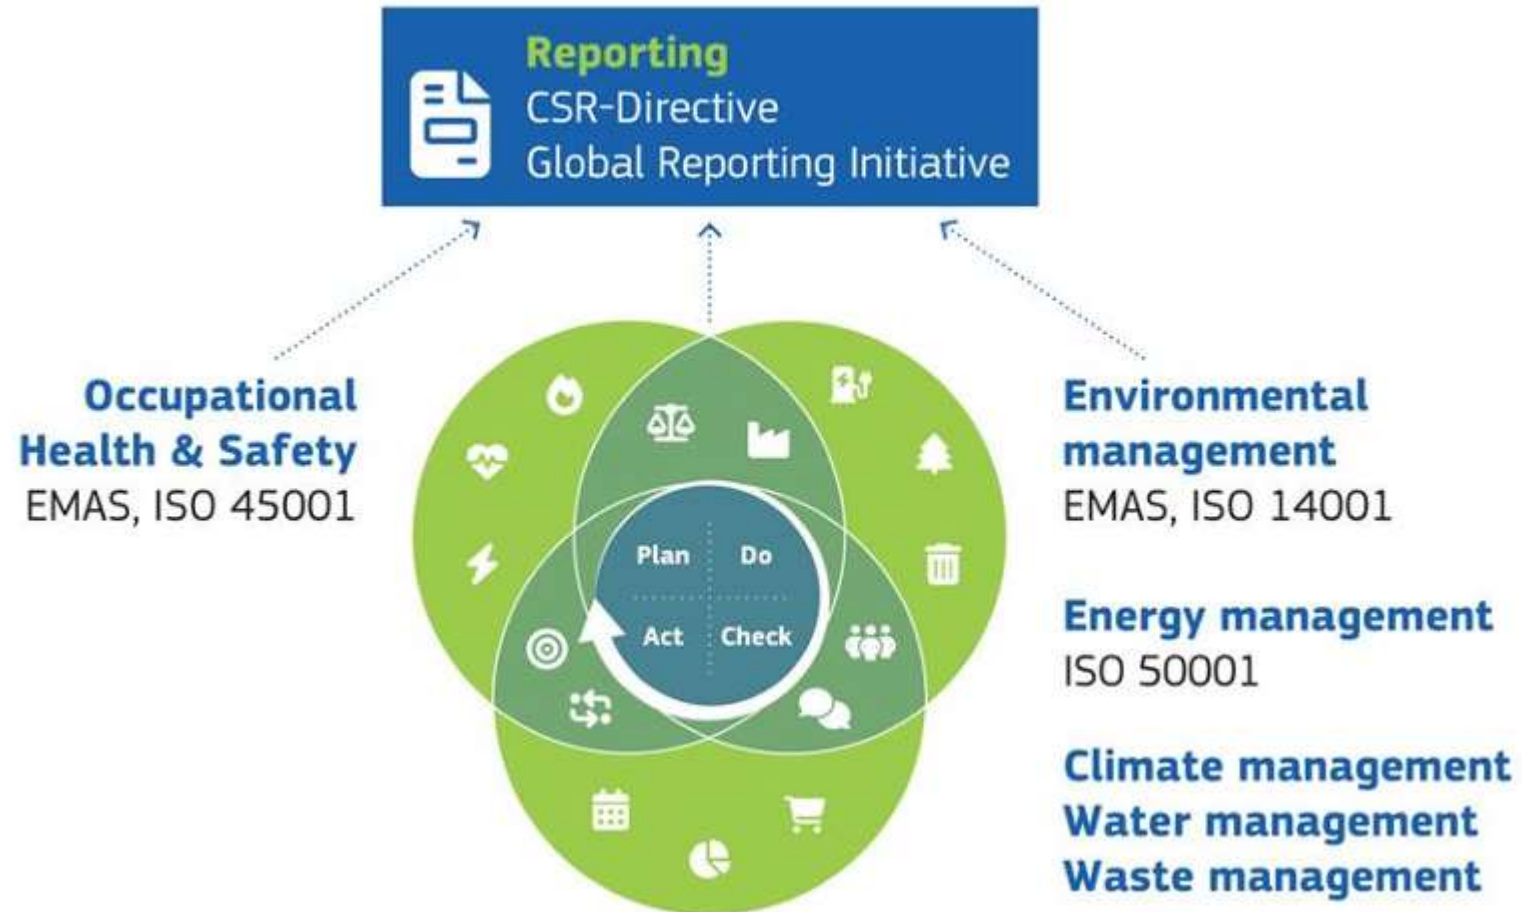 Reporting
CSR-Directive
Global Reporting Initiative
Occupational
Health & Safety
EMAS, ISO 45001
Plan
Do
Act
Check
Environmental
management
EMAS, ISO 14001
Energy management
ISO 50001
Climate management
Water management
Waste management